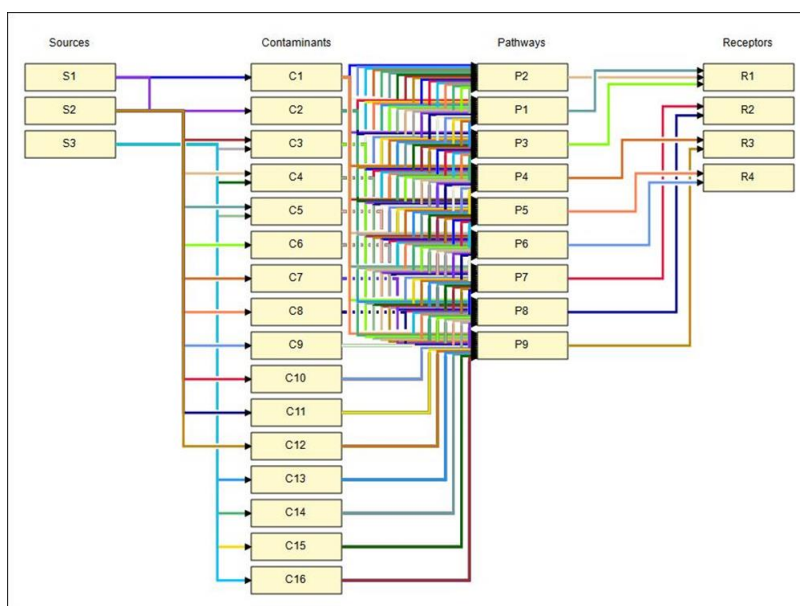 Sources Contaminants Pathways Receptors
S1 C1 P2 R1
S2 C2 P1 R2
S3 C3 P3 R3
C4 P4 R4
C5 P5
C6 P6
C7 P7
C8 P8
C9 P9
C10
C11
C12
C13
C14
C15
C16